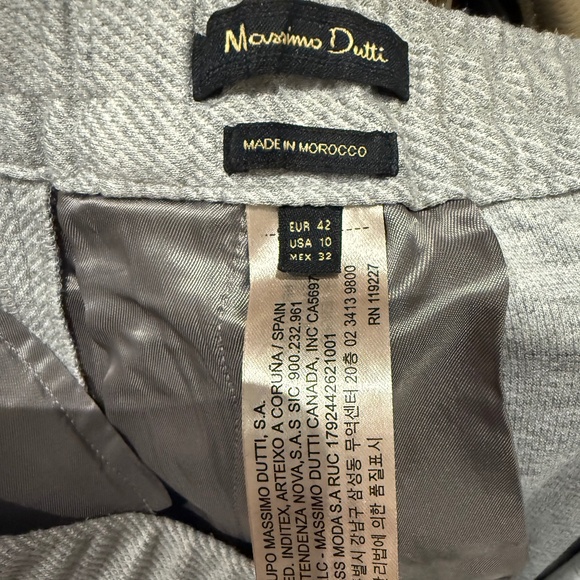 Massimo Dutti
MADE IN MOROCCO
EUR 42
USA 10
MEX 32
UPO MASSIMO DUTTI, S.A.
ED. INDITEX, ARTEIXO A CORUÑA / SPAIN
TENDENZA NOVA, S.A.S SIC 900.232.961
LC - MASSIMO DUTTI CANADA, INC CA5697
SS MODA S.A RUC 1792442621001
강남구 삼성동 무역센터 20층 02 3413 9800
리법에 의한 품질표시
RN 119227